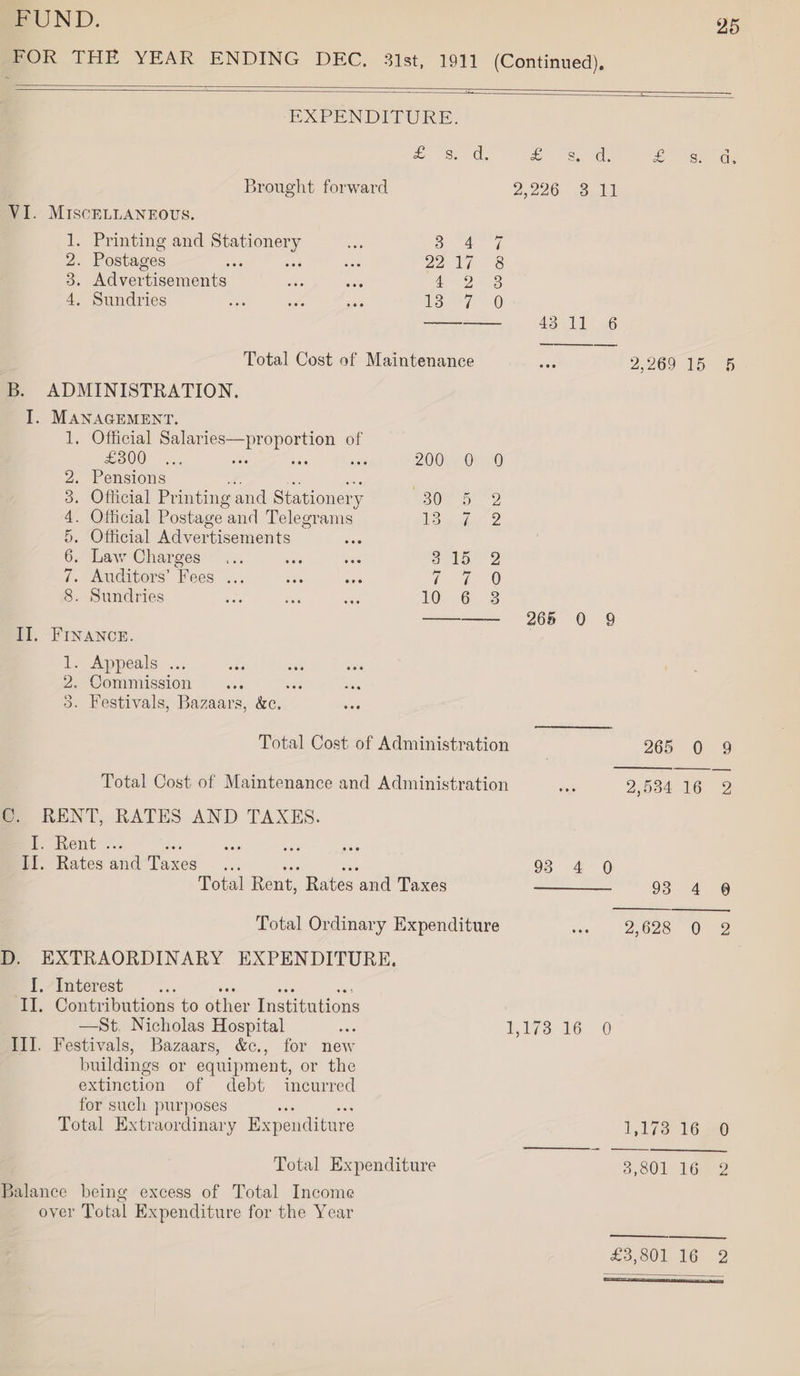 FUND. 25
FOR THE YEAR ENDING DEC. 31st, 1911 (Continued).
EXPENDITURE.
£ s. d. £ s. d. £ s. d.
Brought forward 2,226 3 11
VI. MISCELLANEOUS.
1. Printing and Stationery ... 3 4 7
2. Postages ... ... ... 22 17 8
3. Advertisements ... ... 4 2 3
4. Sundries ... ... ... 13 7 0
43 11 6
Total Cost of Maintenance ... 2,269 15 5
B. ADMINISTRATION.
I. MANAGEMENT.
1. Official Salaries—proportion of
£300 ... ... ... ... 200 0 0
2. Pensions ... ... ...
3. Official Printing and Stationery 30 5 2
4. Official Postage and Telegrams 13 7 2
5. Official Advertisements ...
6. Law Charges ... ... ... 3 15 2
7. Auditors' Fees ... ... ... 7 7 0
8. Sundries ... ... ... 10 6 3
265 0 9
II. FINANCE.
1. Appeals ... ... ... ...
2. Commission ... ... ...
3. Festivals, Bazaars, &c. ...
Total Cost of Administration 265 0 9
Total Cost of Maintenance and Administration ... 2,534 16 2
C. RENT, RATES AND TAXES.
I. Rent ... ... ... ... ...
II. Rates and Taxes ... ... ... 93 4 0
Total Rent, Rates and Taxes 93 4 0
Total Ordinary Expenditure ... 2,628 0 2
D. EXTRAORDINARY EXPENDITURE.
I. Interest ... ... ... ...
II. Contributions to other Institutions
—St. Nicholas Hospital ... 1,173 16 0
III. Festivals, Bazaars, &c., for new
buildings or equipment, or the
extinction of debt incurred
for such purposes ... ...
Total Extraordinary Expenditure 1,173 16 0
Total Expenditure 3,801 16 2
Balance being excess of Total Income
over Total Expenditure for the Year
£3,801 16 2